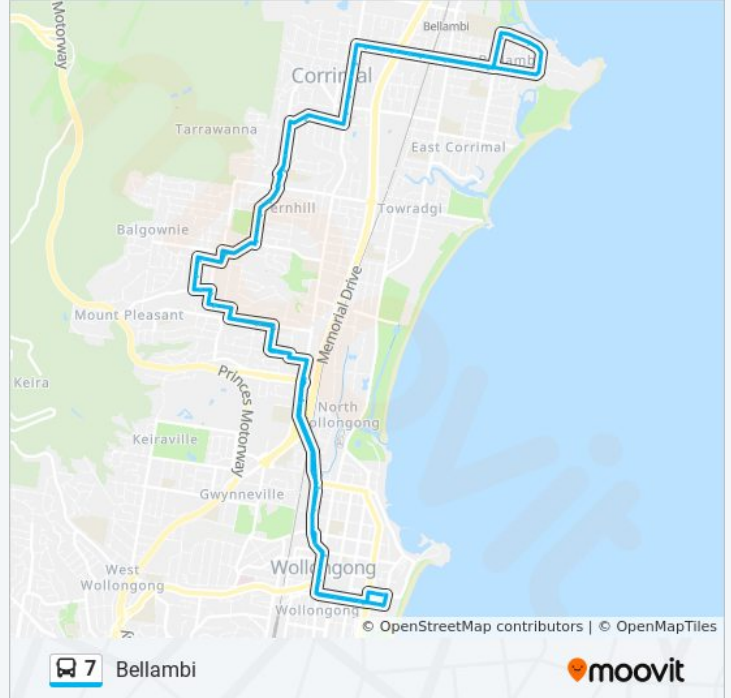 Motorway
Bellambi
Corrimal
Tarrawanna
East Corrimal
Towradgi
Balgownie
Memorial Drive
Mount Pleasant
Princes Motorway
Keira
North
Keiraville
Gwynneville
West
Wollongong
Wollongong
Wollongong
© OpenStreetMap contributors | © OpenMapTiles
7 Bellambi
moovit